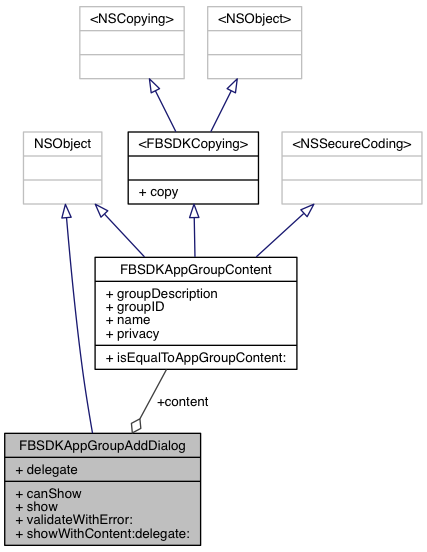 <NSCopying>
<NSObject>
NSObject
<FBSDKCopying>
+ copy
<NSSecureCoding>
FBSDKAppGroupContent
+ groupDescription
+ groupID
+ name
+ privacy
+ isEqualToAppGroupContent:
+content
FBSDKAppGroupAddDialog
+ delegate
+ canShow
+ show
+ validateWithError:
+ showWithContent:delegate: